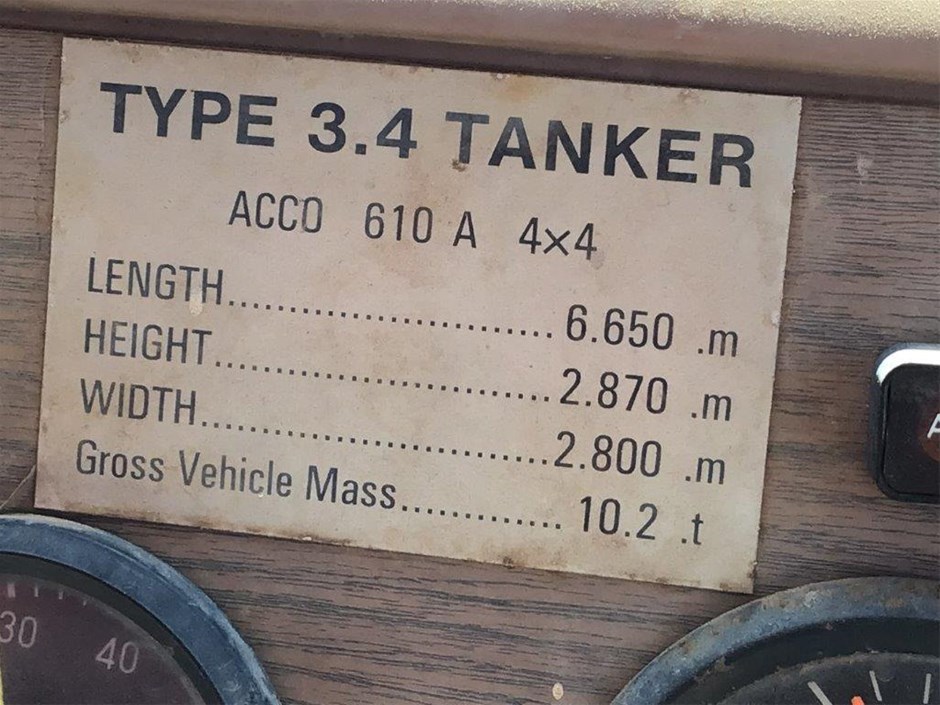 TYPE 3.4 TANKER
ACCO 610 A 4×4
LENGTH........................... 6.650 .m
HEIGHT........................... 2.870 .m
WIDTH............................ 2.800 .m
Gross Vehicle Mass............. 10.2 .t
30
40